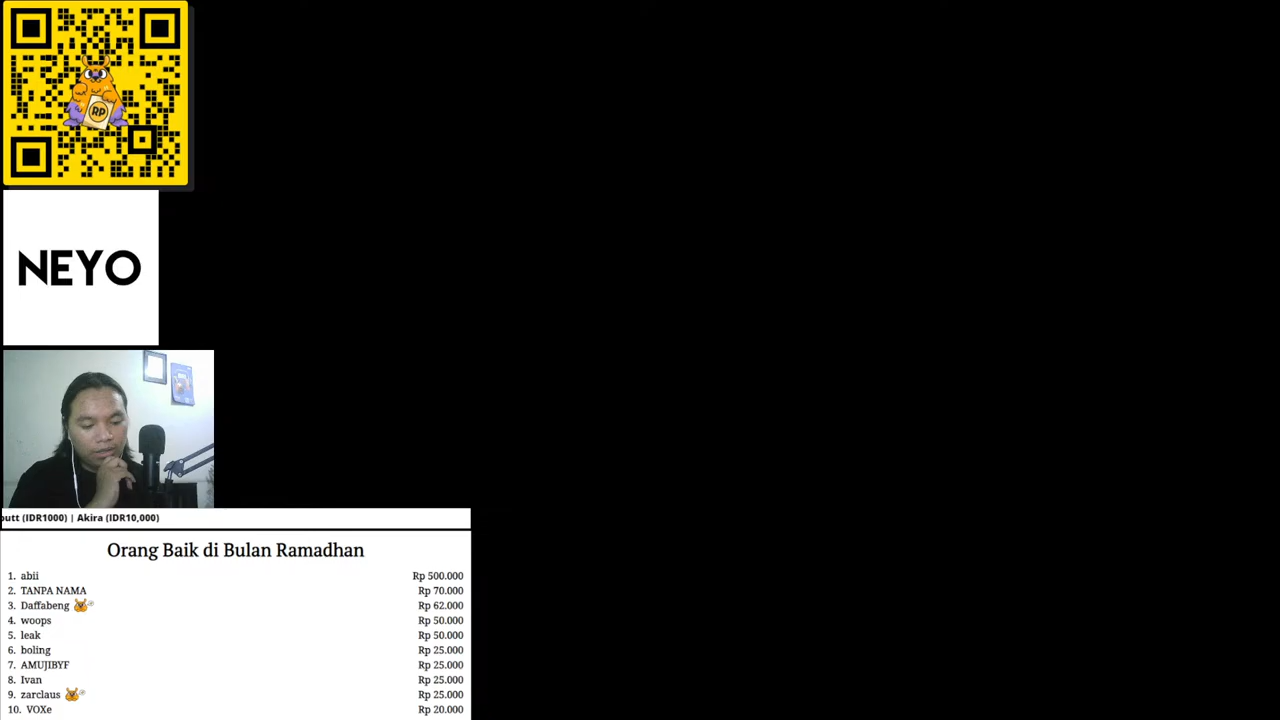 RP
NEYO
outt (IDR1000) | Akira (IDR10,000)
Orang Baik di Bulan Ramadhan
1. abii Rp 500.000
2. TANPA NAMA Rp 70.000
3. Daffabeng Rp 62.000
4. woops Rp 50.000
5. leak Rp 50.000
6. boling Rp 25.000
7. AMUJIBYF Rp 25.000
8. Ivan Rp 25.000
9. zarclaus Rp 25.000
10. VOXe Rp 20.000